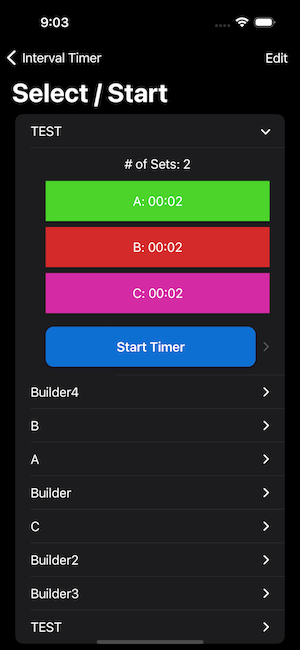 9:03
Interval Timer
Edit
Select / Start
TEST
# of Sets: 2
A: 00:02
B: 00:02
C: 00:02
Start Timer
Builder4
B
A
Builder
C
Builder2
Builder3
TEST